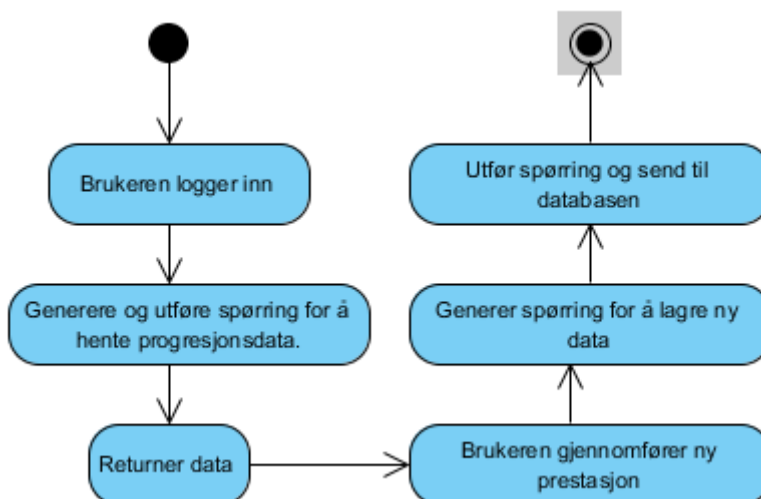 Brukeren logger inn
Generere og utføre spørring for å
hente progresjonsdata.
Returner data
Brukeren gjennomfører ny
prestasjon
Generer spørring for å lagre ny
data
Utfør spørring og send til
databasen